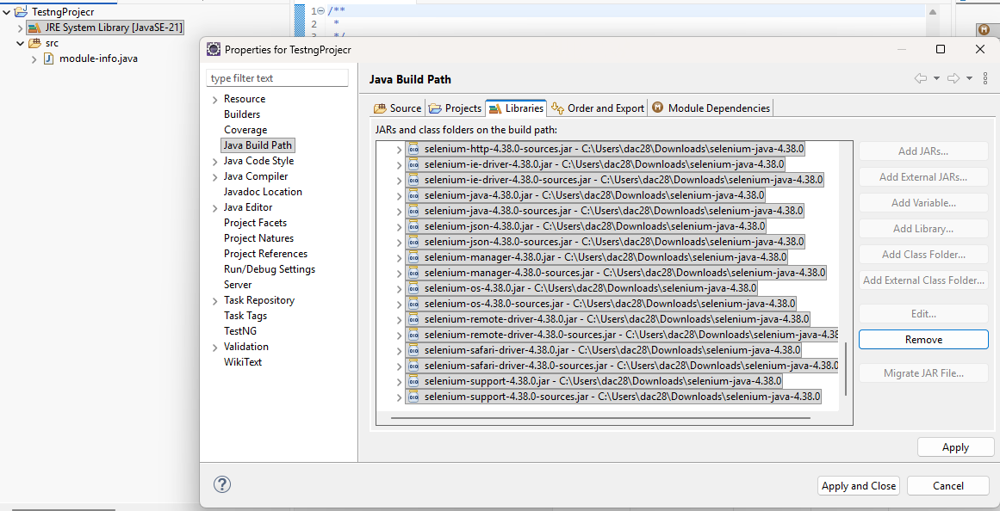 TestngProjecr
JRE System Library [JavaSE-21]
src
module-info.java
1 /**
2 *
3 */
Properties for TestngProjecr
type filter text
Resource
Builders
Coverage
Java Build Path
Java Code Style
Java Compiler
Javadoc Location
Java Editor
Project Facets
Project Natures
Project References
Run/Debug Settings
Server
Task Repository
Task Tags
TestNG
Validation
WikiText
Java Build Path
Source Projects Libraries Order and Export Module Dependencies
JARs and class folders on the build path:
selenium-http-4.38.0-sources.jar - C:\Users\dac28\Downloads\selenium-java-4.38.0
selenium-ie-driver-4.38.0.jar - C:\Users\dac28\Downloads\selenium-java-4.38.0
selenium-ie-driver-4.38.0-sources.jar - C:\Users\dac28\Downloads\selenium-java-4.38.0
selenium-java-4.38.0.jar - C:\Users\dac28\Downloads\selenium-java-4.38.0
selenium-java-4.38.0-sources.jar - C:\Users\dac28\Downloads\selenium-java-4.38.0
selenium-json-4.38.0.jar - C:\Users\dac28\Downloads\selenium-java-4.38.0
selenium-json-4.38.0-sources.jar - C:\Users\dac28\Downloads\selenium-java-4.38.0
selenium-manager-4.38.0.jar - C:\Users\dac28\Downloads\selenium-java-4.38.0
selenium-manager-4.38.0-sources.jar - C:\Users\dac28\Downloads\selenium-java-4.38.0
selenium-os-4.38.0.jar - C:\Users\dac28\Downloads\selenium-java-4.38.0
selenium-os-4.38.0-sources.jar - C:\Users\dac28\Downloads\selenium-java-4.38.0
selenium-remote-driver-4.38.0.jar - C:\Users\dac28\Downloads\selenium-java-4.38.0
selenium-remote-driver-4.38.0-sources.jar - C:\Users\dac28\Downloads\selenium-java-4.38
selenium-safari-driver-4.38.0.jar - C:\Users\dac28\Downloads\selenium-java-4.38.0
selenium-safari-driver-4.38.0-sources.jar - C:\Users\dac28\Downloads\selenium-java-4.38.0
selenium-support-4.38.0.jar - C:\Users\dac28\Downloads\selenium-java-4.38.0
selenium-support-4.38.0-sources.jar - C:\Users\dac28\Downloads\selenium-java-4.38.0
Add JARs...
Add External JARs...
Add Variable...
Add Library...
Add Class Folder...
Add External Class Folder...
Edit...
Remove
Migrate JAR File...
Apply
Apply and Close
Cancel